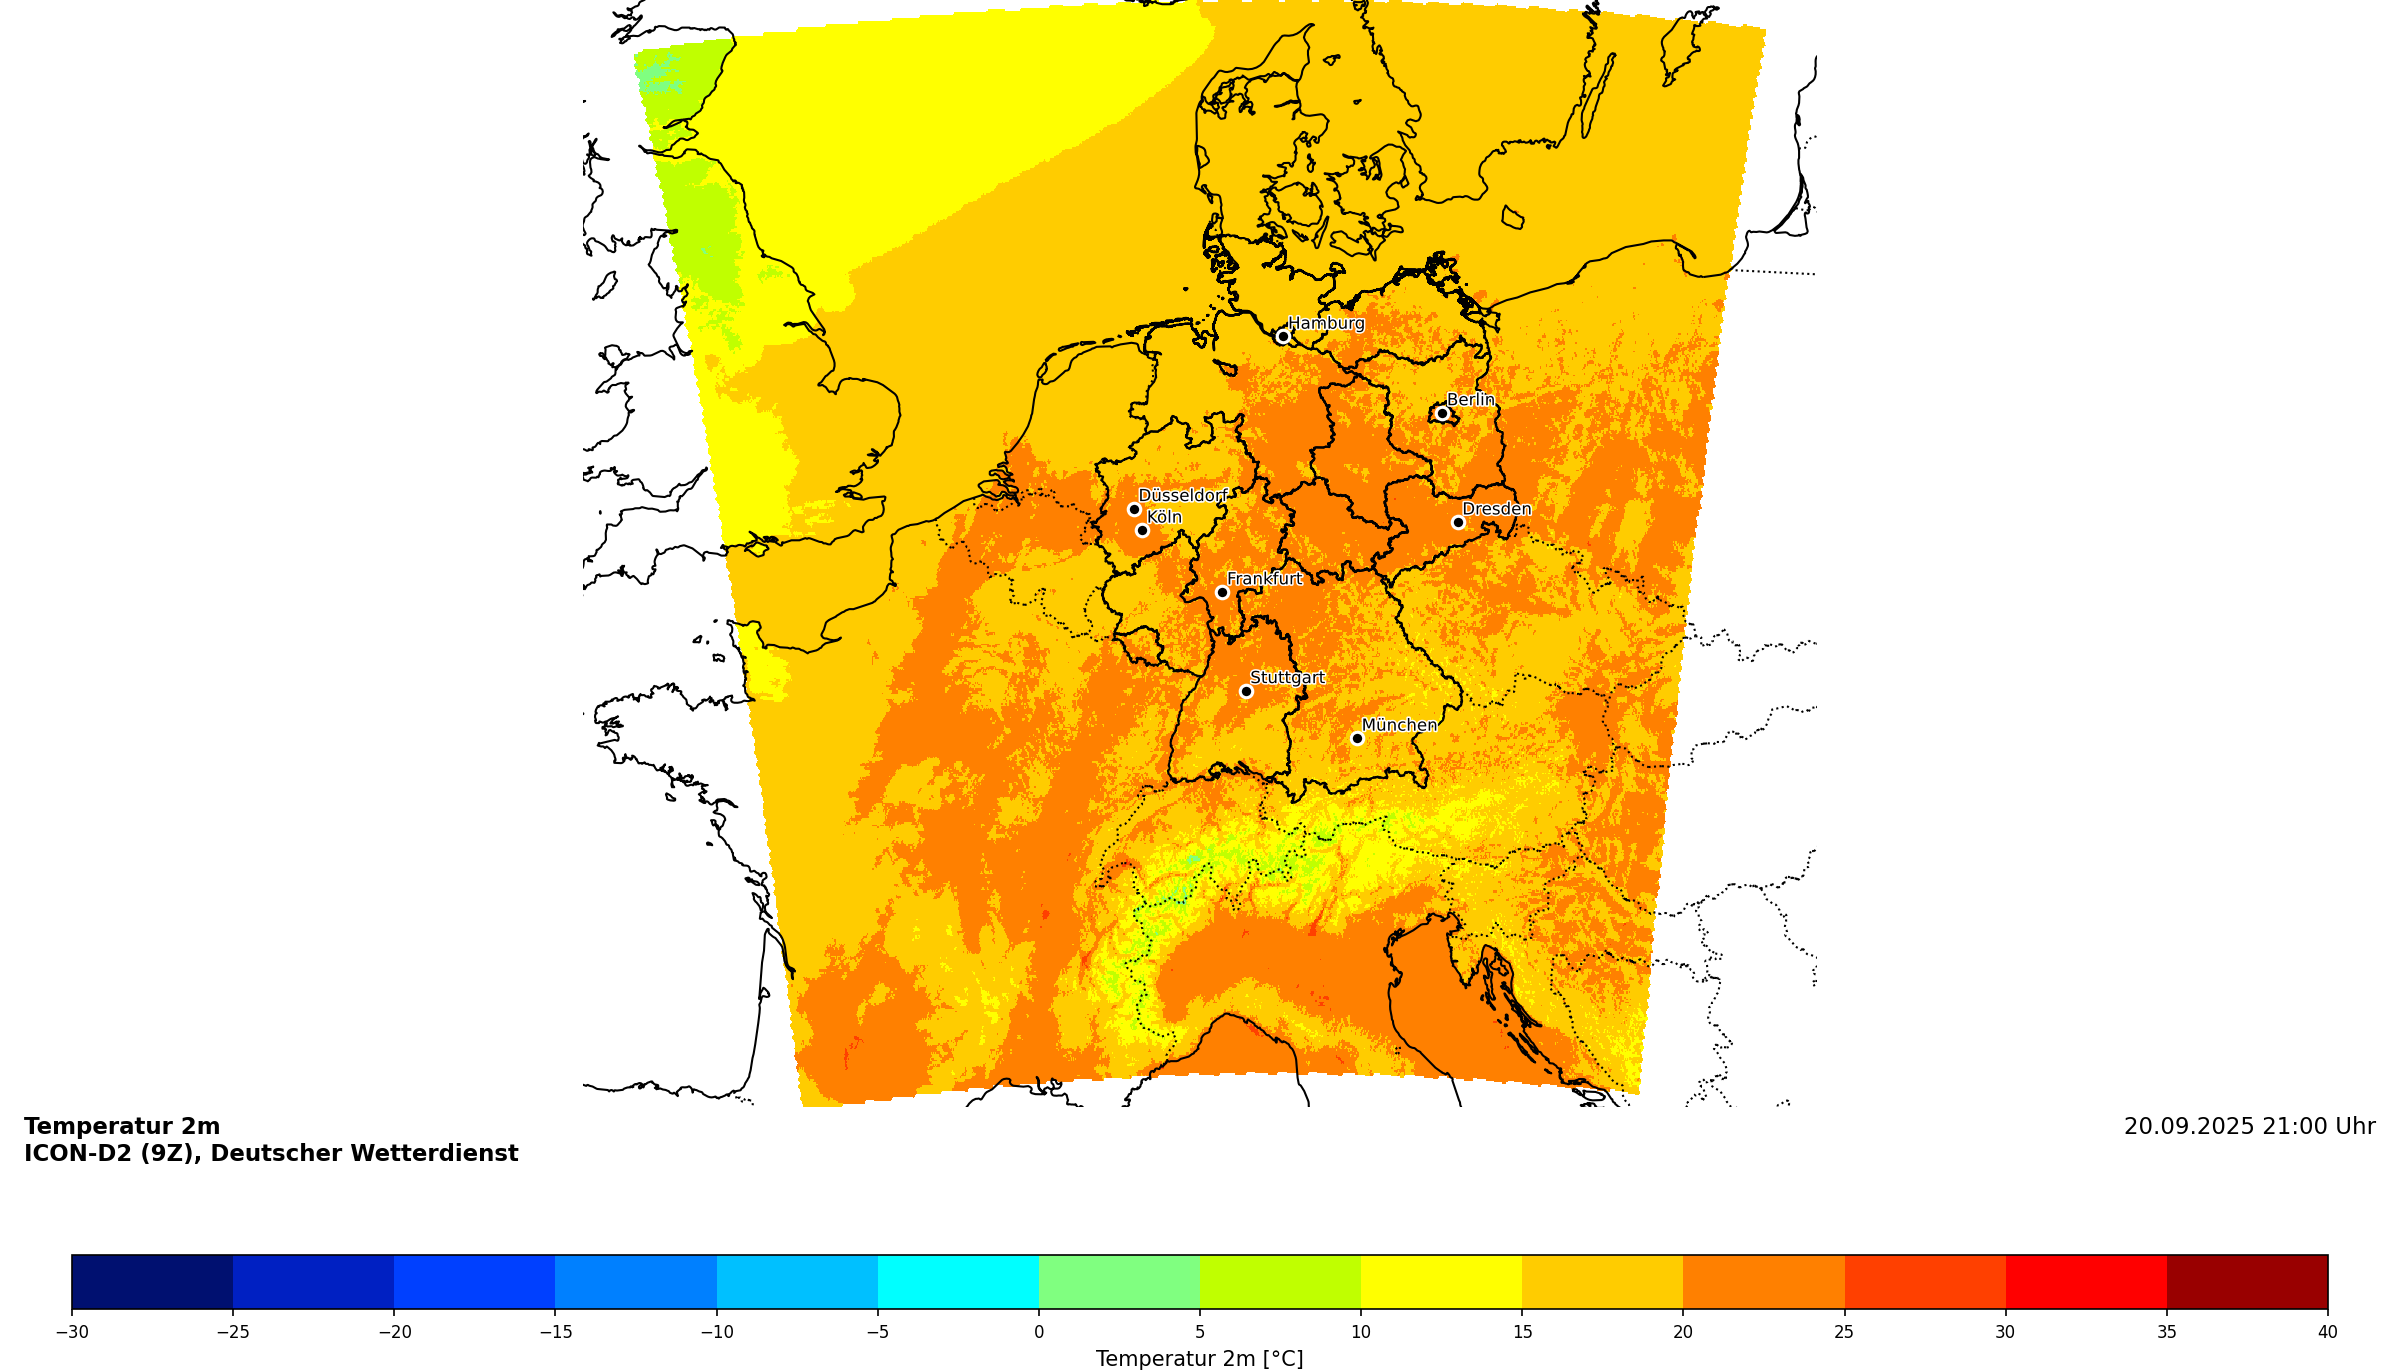 Hamburg
Berlin
Düsseldorf
Köln
Dresden
Frankfurt
Stuttgart
München
Temperatur 2m
ICON-D2 (9Z), Deutscher Wetterdienst
20.09.2025 21:00 Uhr
−30 −25 −20 −15 −10 −5 0 5 10 15 20 25 30 35 40
Temperatur 2m [°C]